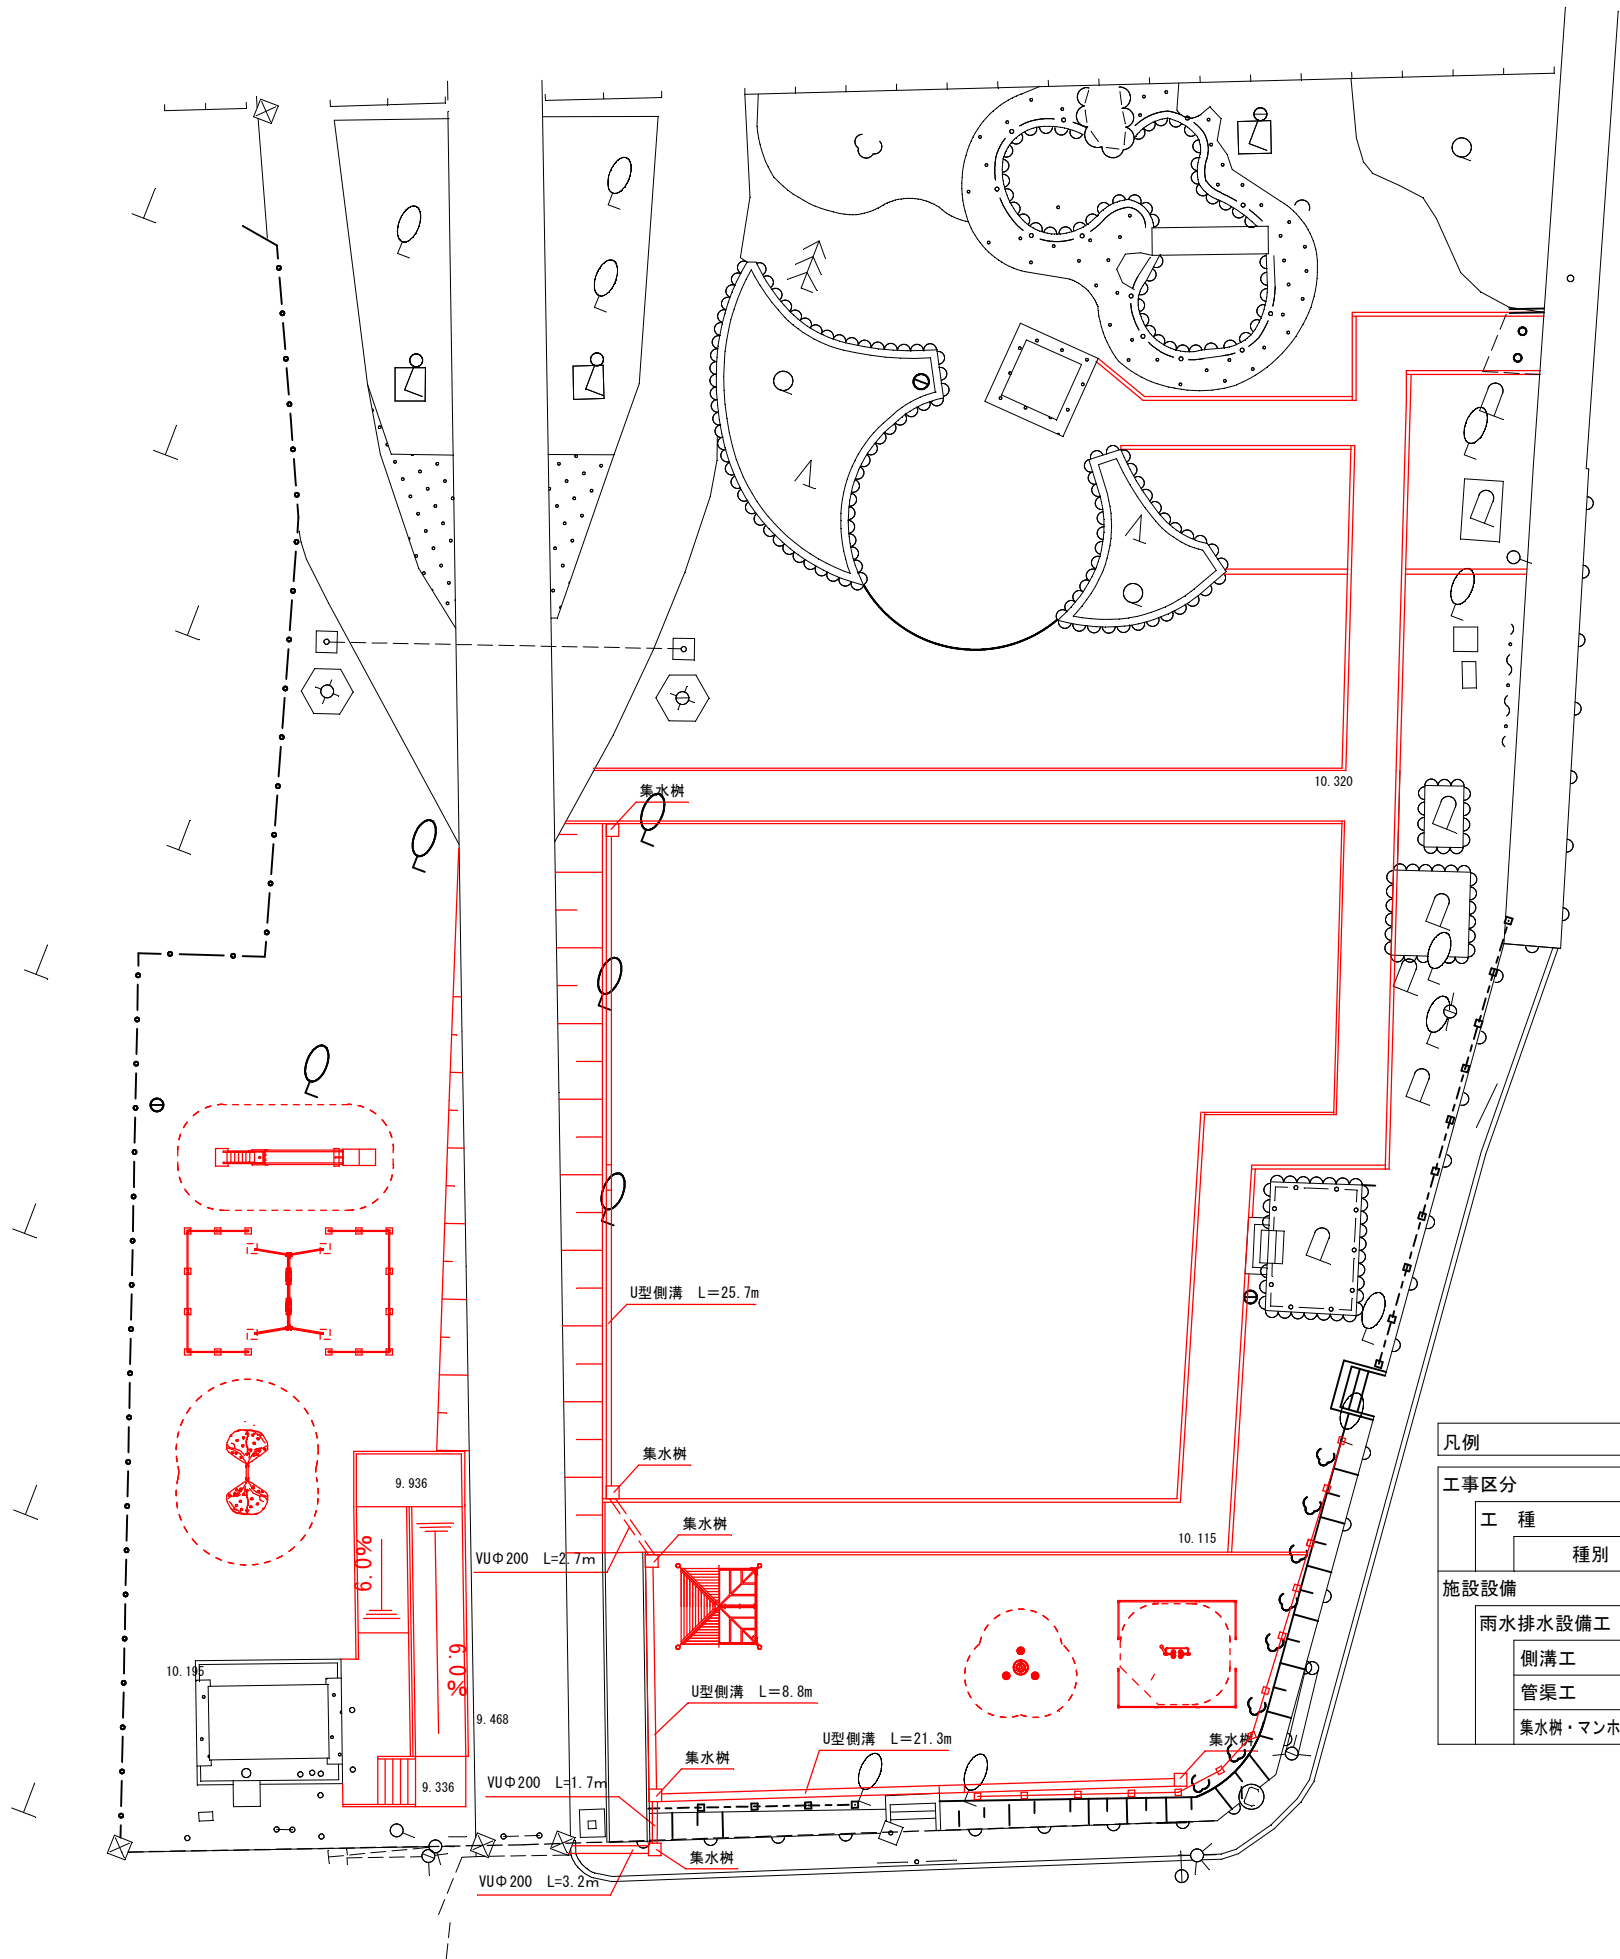 集水桝
10.320
U型側溝 L=25.7m
集水桝
9.936
集水桝
10.115
VUΦ200 L=2.7m
6.0%
6.0%
10.195
9.468
U型側溝 L=8.8m
U型側溝 L=21.3m
集水桝
集水桝
VUΦ200 L=1.7m
9.336
集水桝
VUΦ200 L=3.2m
凡例
工事区分
工 種
種別
施設設備
雨水排水設備工
側溝工
管渠工
集水桝・マンホ